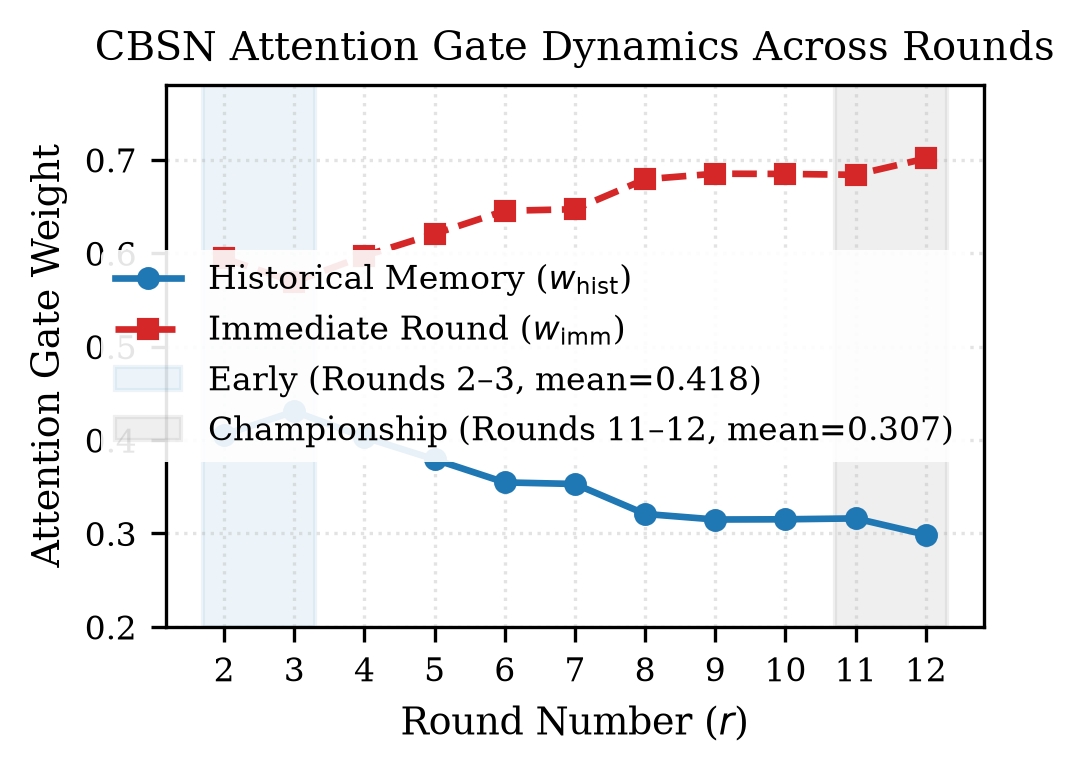 CBSN Attention Gate Dynamics Across Rounds
Attention Gate Weight
0.7
0.6
0.5
0.4
0.3
0.2
Historical Memory (w_hist)
Immediate Round (w_imm)
Early (Rounds 2–3, mean=0.418)
Championship (Rounds 11–12, mean=0.307)
2 3 4 5 6 7 8 9 10 11 12
Round Number (r)